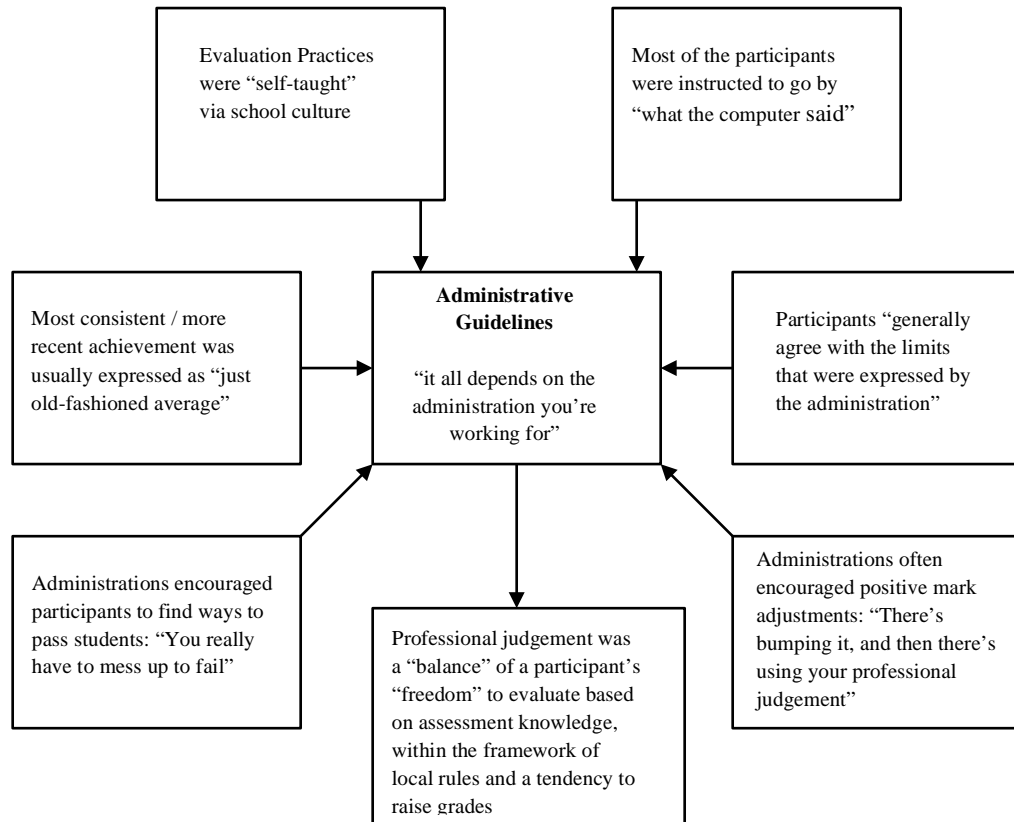 Evaluation Practices
were “self-taught”
via school culture
Most of the participants
were instructed to go by
“what the computer said”
Most consistent / more
recent achievement was
usually expressed as “just
old-fashioned average”
Administrative
Guidelines
“it all depends on the
administration you’re
working for”
Participants “generally
agree with the limits
that were expressed by
the administration”
Administrations encouraged
participants to find ways to
pass students: “You really
have to mess up to fail”
Professional judgement was
a “balance” of a participant’s
“freedom” to evaluate based
on assessment knowledge,
within the framework of
local rules and a tendency to
raise grades
Administrations often
encouraged positive mark
adjustments: “There’s
bumping it, and then there’s
using your professional
judgement”